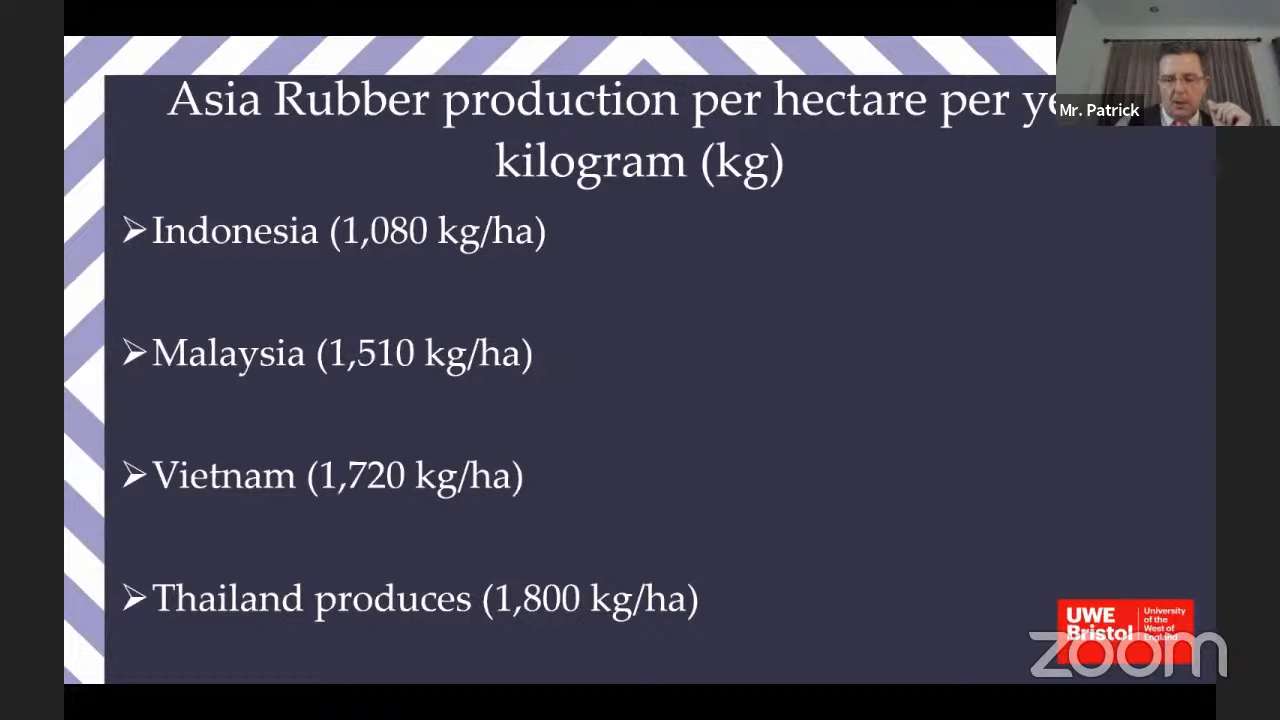 Asia Rubber production per hectare per ye
kilogram (kg)
Mr. Patrick
➢Indonesia (1,080 kg/ha)
➢Malaysia (1,510 kg/ha)
➢Vietnam (1,720 kg/ha)
➢Thailand produces (1,800 kg/ha)
UWE
Bristol
University
of the
West of
England
zoom